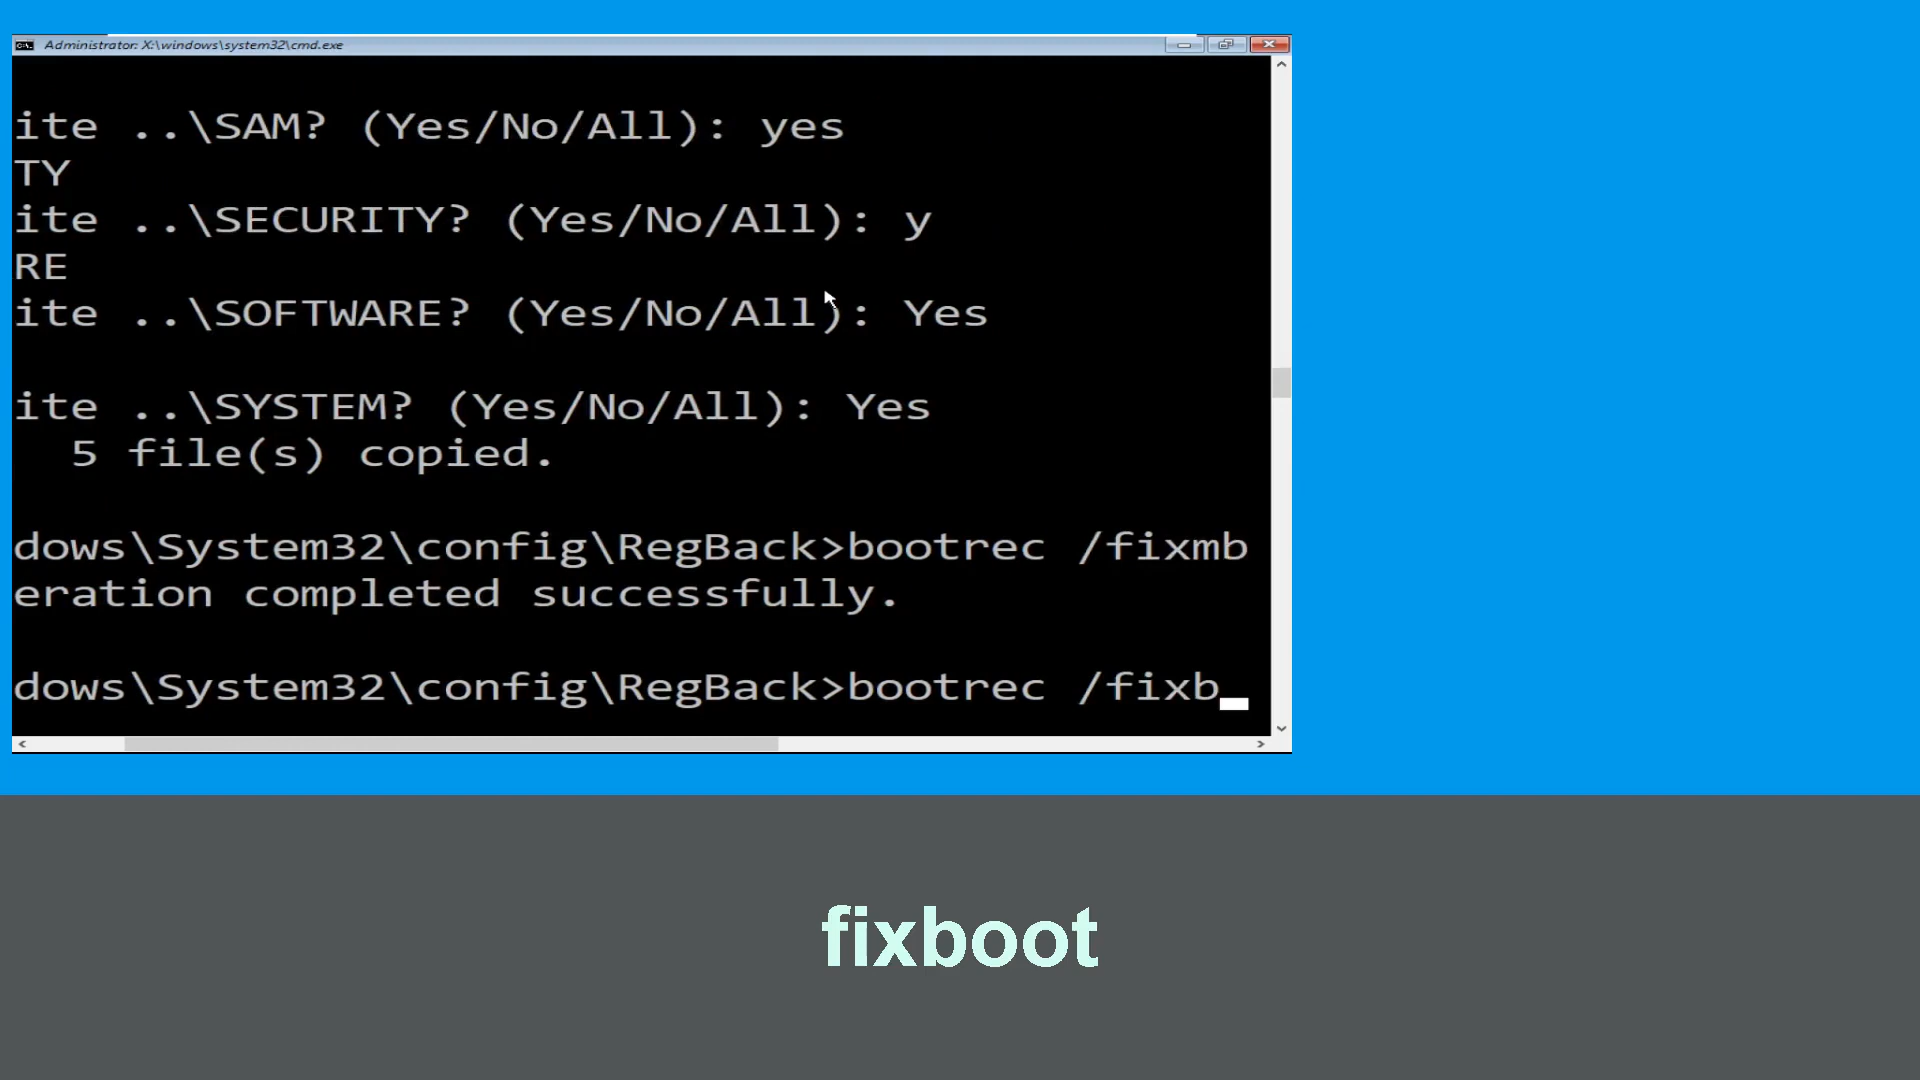 Administrator: X:\windows\system32\cmd.exe
ite ..\SAM? (Yes/No/All): yes
TY
ite ..\SECURITY? (Yes/No/All): y
RE
ite ..\SOFTWARE? (Yes/No/All): Yes
ite ..\SYSTEM? (Yes/No/All): Yes
5 file(s) copied.
dows\System32\config\RegBack>bootrec /fixmb
eration completed successfully.
dows\System32\config\RegBack>bootrec /fixb_
fixboot